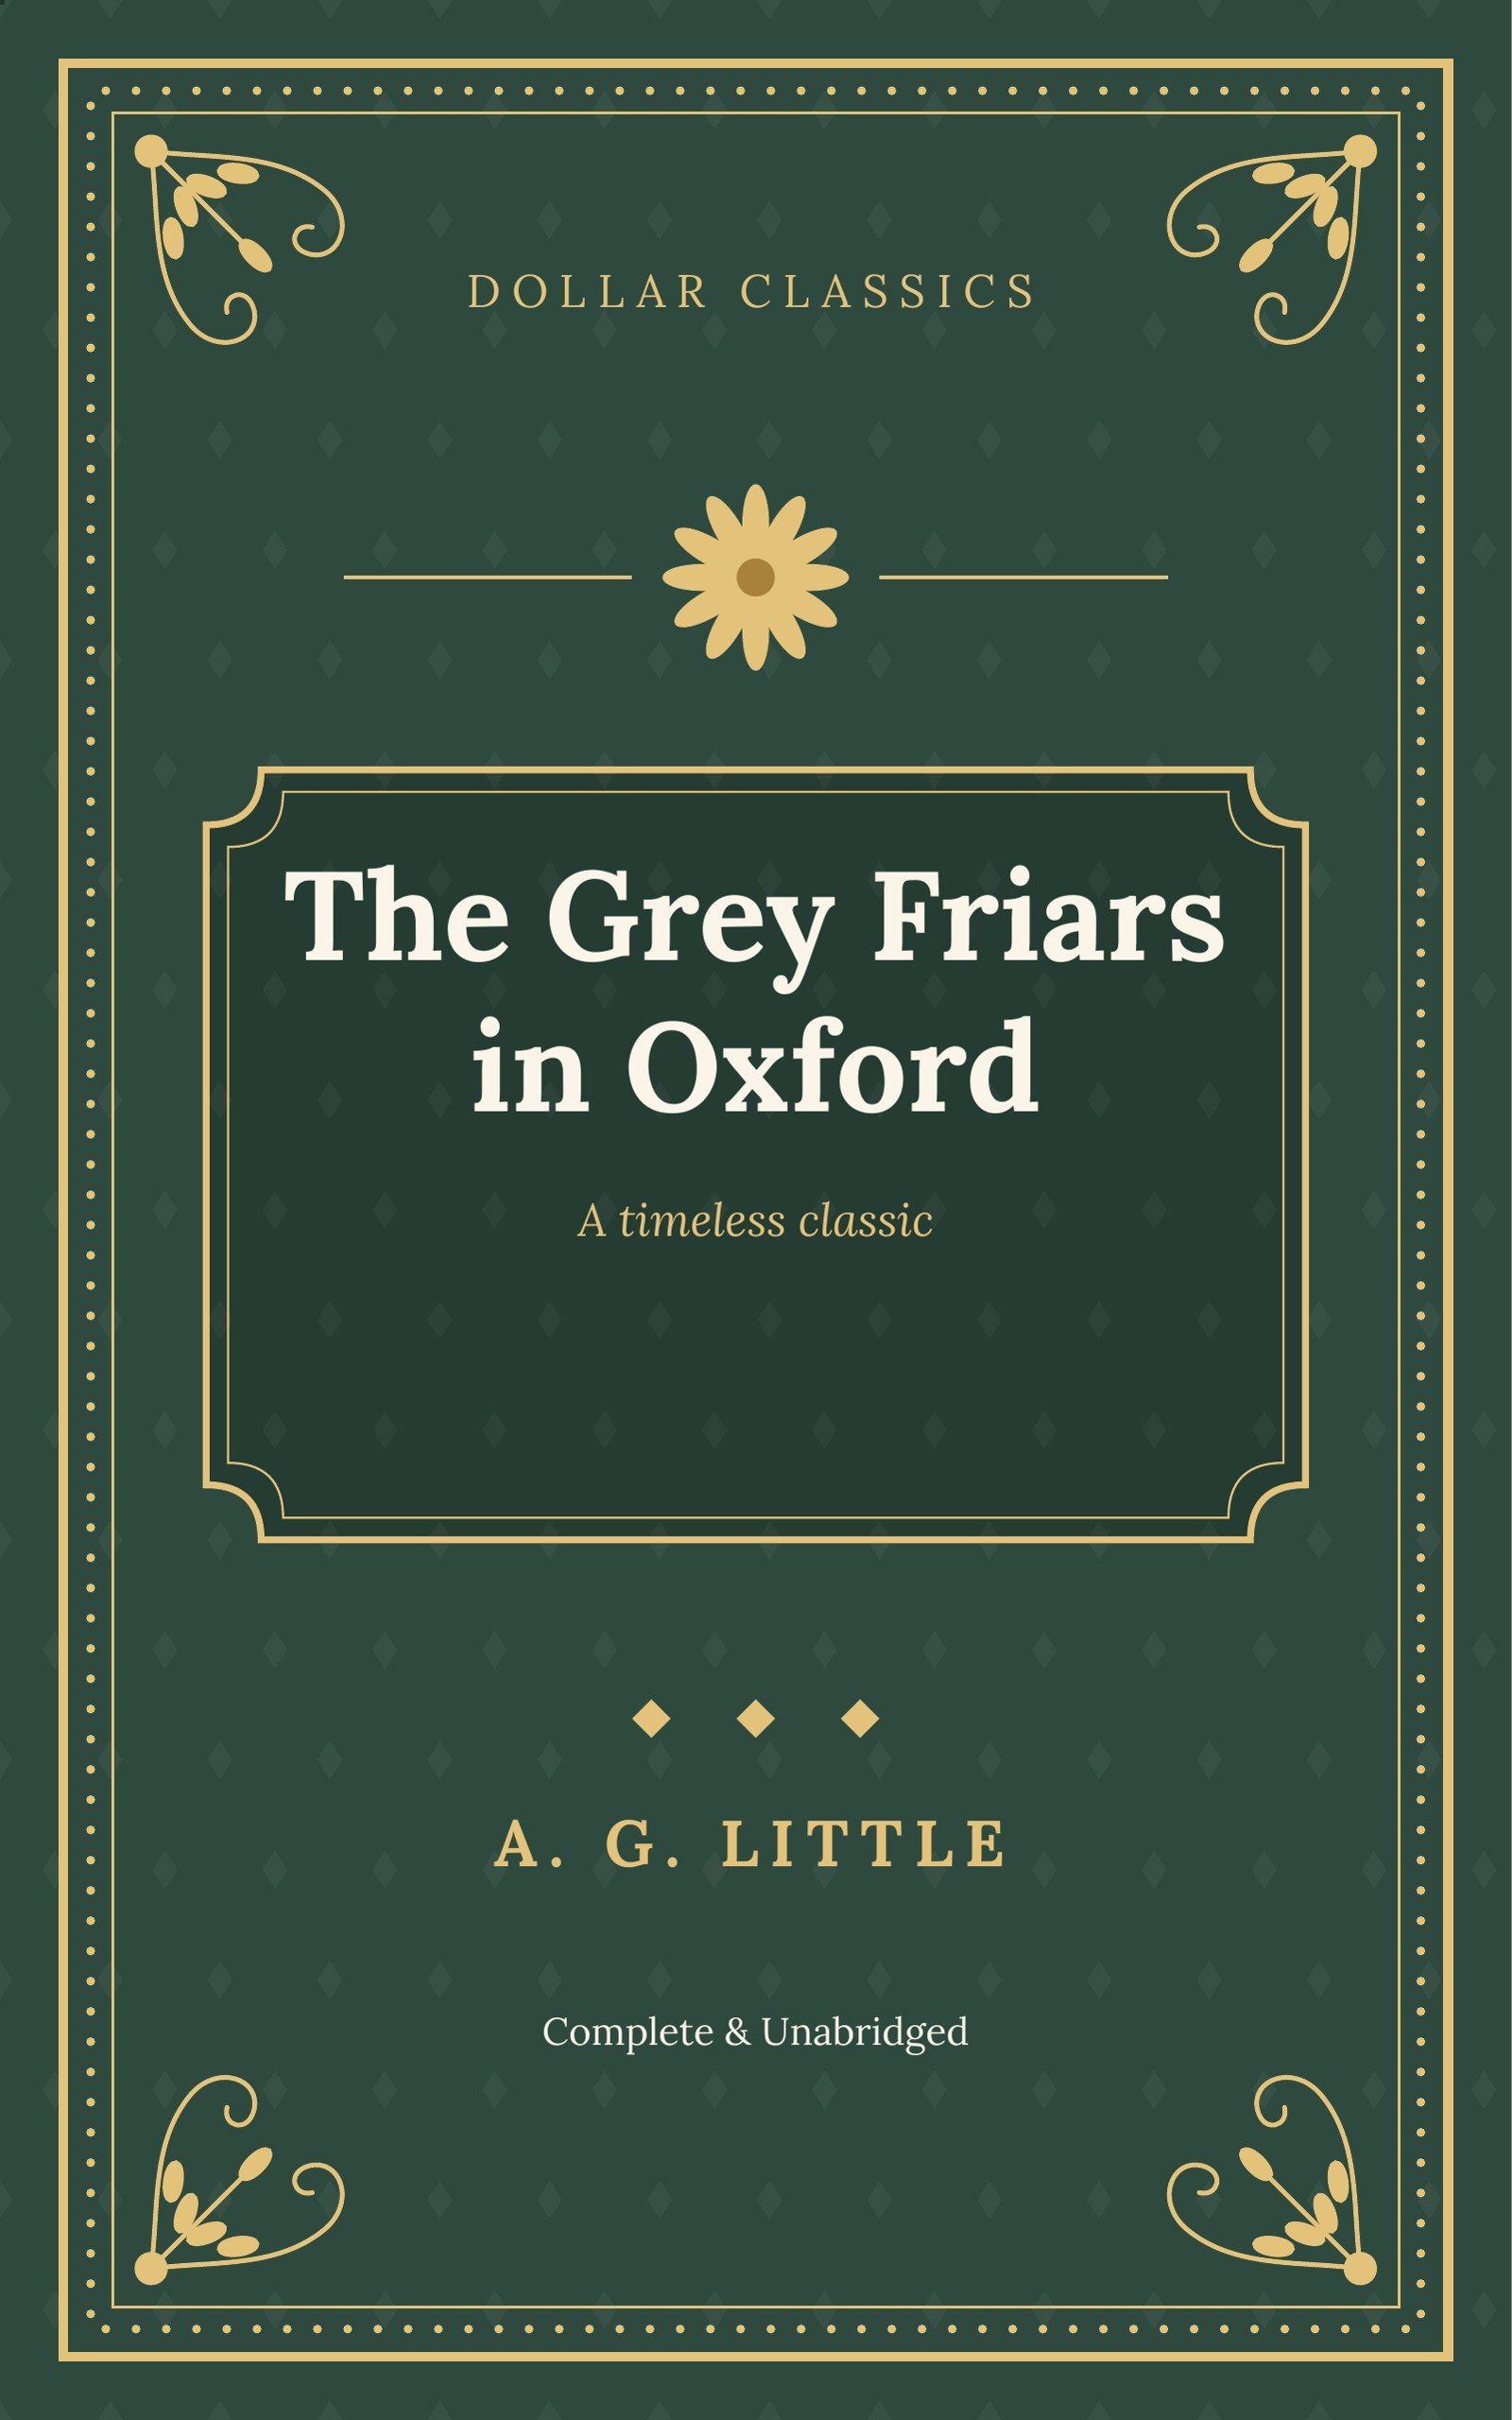 DOLLAR CLASSICS
The Grey Friars
in Oxford
A timeless classic
A. G. LITTLE
Complete & Unabridged